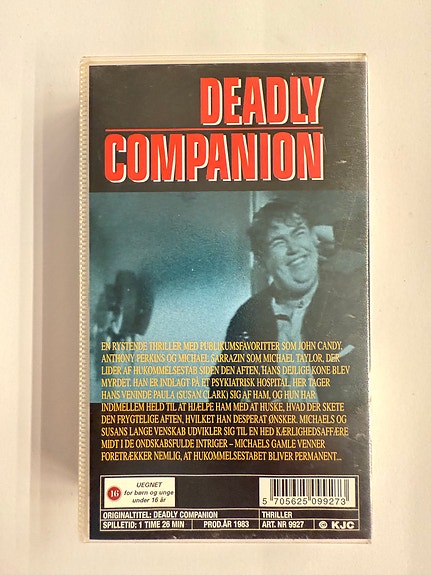 DEADLY
COMPANION
EN RYSTENDE THRILLER MED PUBLIKUMSFAVORITTER SOM JOHN CANDY,
ANTHONY PERKINS OG MICHAEL SARRAZIN SOM MICHAEL TAYLOR, DER
LIDER AF HUKOMMELSESTAB SIDEN DEN AFTEN, HANS DEJLIGE KONE BLEV
MYRDET. HAN ER INDLAGT PÅ ET PSYKIATRISK HOSPITAL. HER TAGER
HANS VENINDE PAULA (SUSAN CLARK) SIG AF HAM, OG HUN HAR
INDIMELLEM HELD TIL AT HJÆLPE HAM MED AT HUSKE, HVAD DER SKETE
DEN FRYGTELIGE AFTEN, HVILKET HAN DESPERAT ØNSKER. MICHAELS OG
SUSANS LANGE VENSKAB UDVIKLER SIG TIL EN HED KÆRLIGHEDSAFFÆRE
MIDT I DE ONDSKABSFULDE INTRIGER – MICHAELS GAMLE VENNER
FORETRÆKKER NEMLIG, AT HUKOMMELSESTABET BLIVER PERMANENT...
16
UEGNET
for børn og unge
under 16 år
5 705625 099273
ORIGINALTITEL: DEADLY COMPANION THRILLER
SPILLETID: 1 TIME 26 MIN PROD.ÅR 1983 ART. NR 9927 © KJC